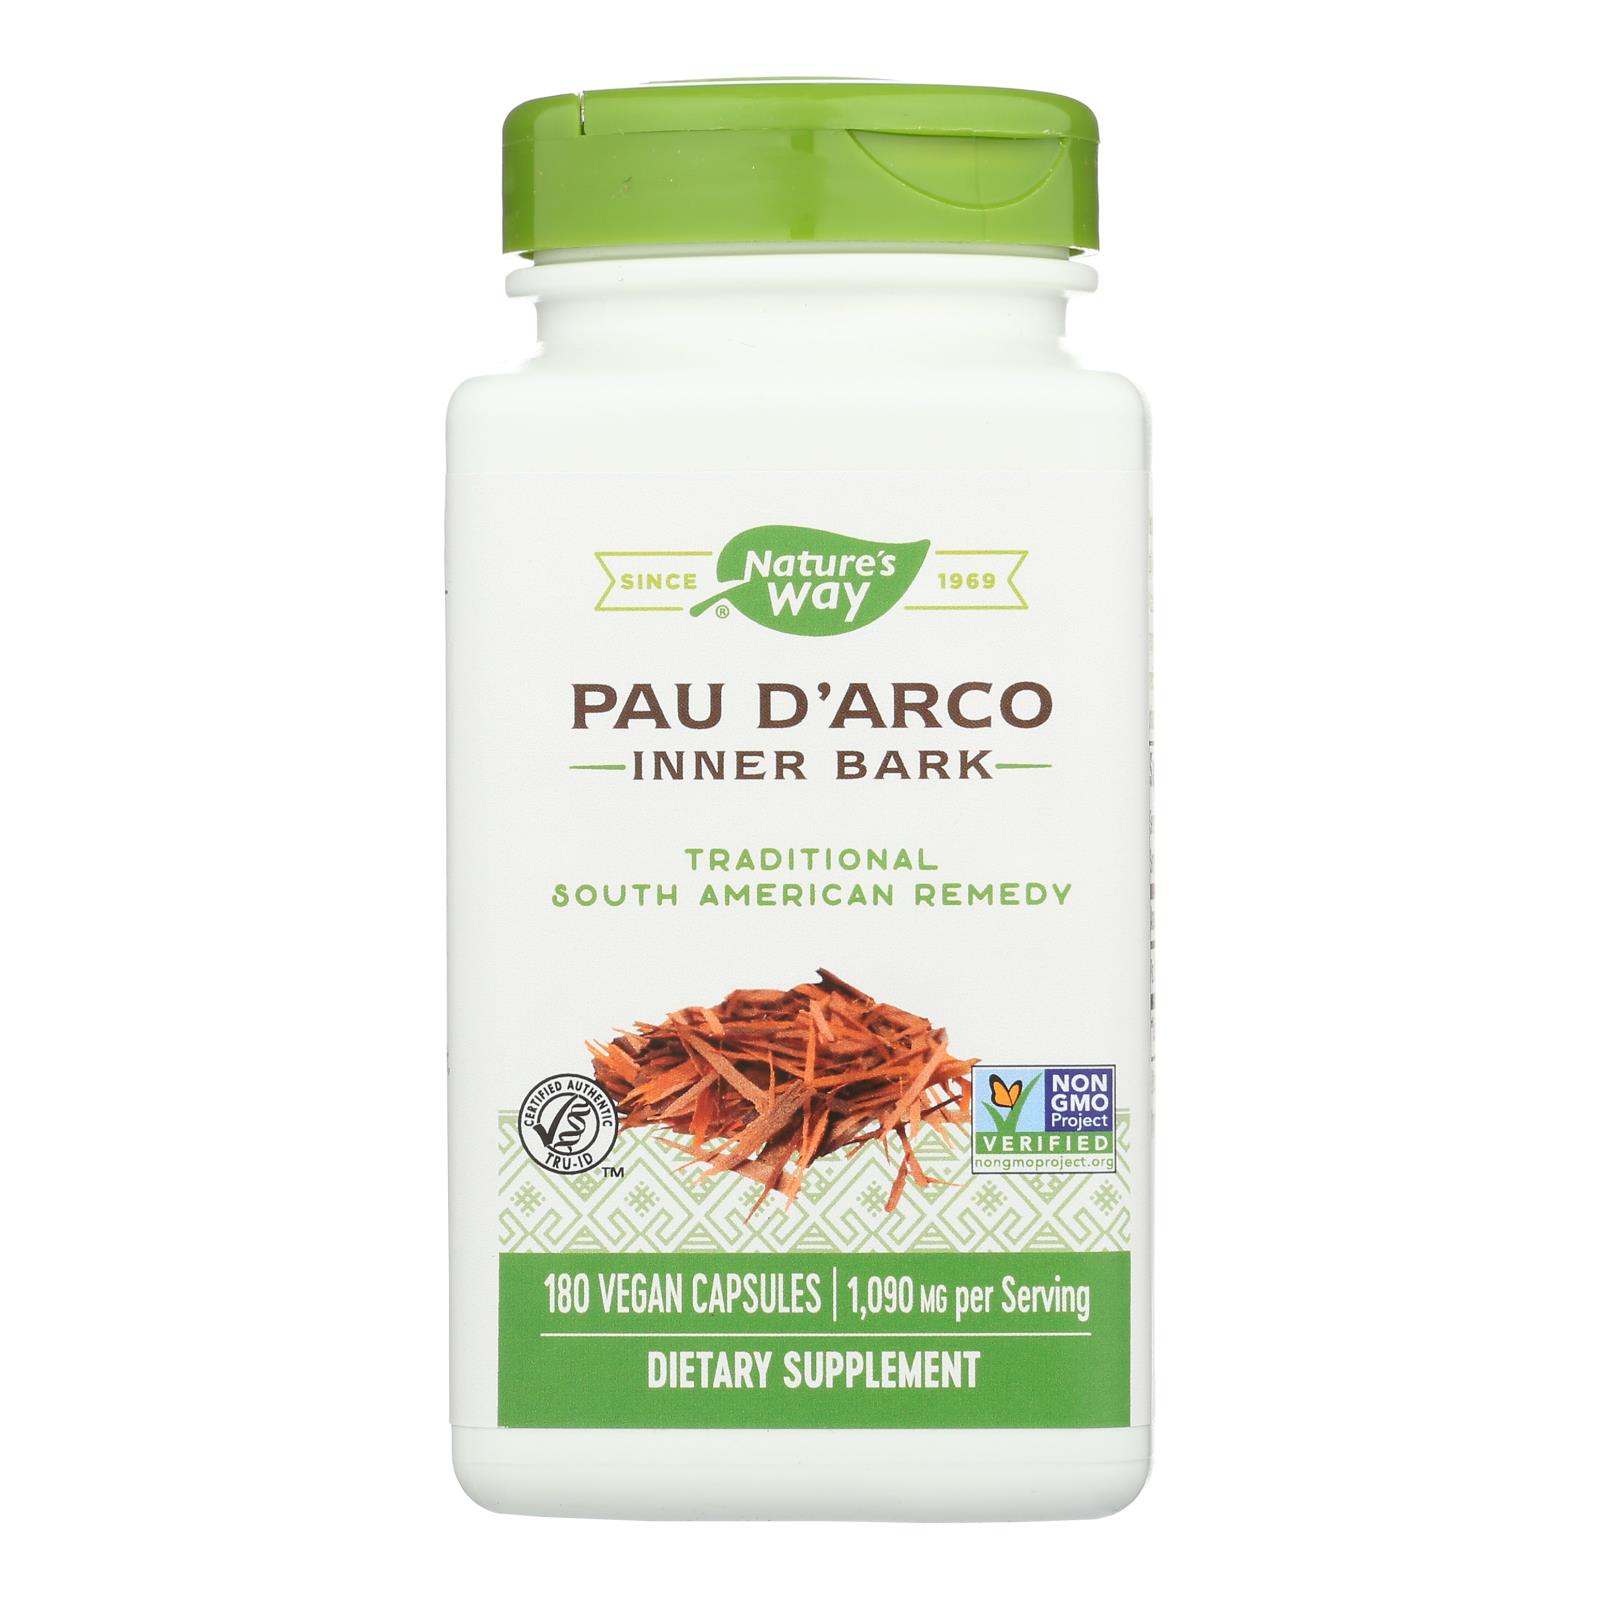 SINCE Nature's Way ® 1969
PAU D'ARCO
INNER BARK
TRADITIONAL
SOUTH AMERICAN REMEDY
CERTIFIED AUTHENTIC
TRU-ID
TM
NON
GMO
Project
VERIFIED
nongmoproject.org
180 VEGAN CAPSULES | 1,090 MG per Serving
DIETARY SUPPLEMENT